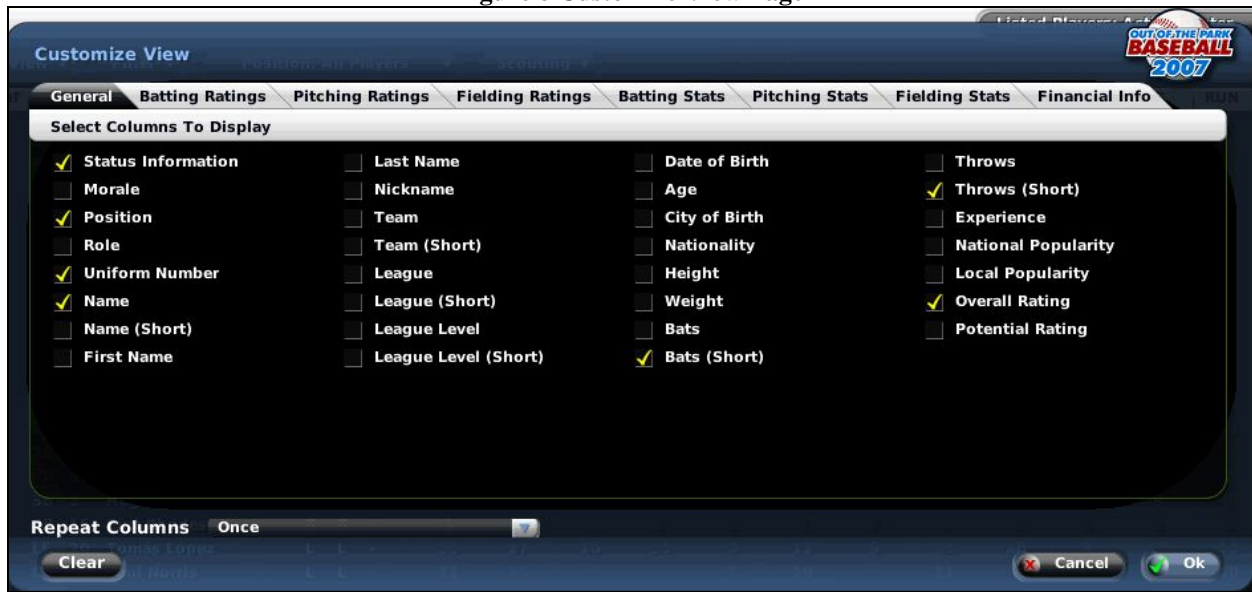 Customize View
OUT OF THE PARK
BASEBALL
2007
General Batting Ratings Pitching Ratings Fielding Ratings Batting Stats Pitching Stats Fielding Stats Financial Info
Select Columns To Display
Status Information Last Name Date of Birth Throws
Morale Nickname Age Throws (Short)
Position Team City of Birth Experience
Role Team (Short) Nationality National Popularity
Uniform Number League Height Local Popularity
Name League (Short) Weight Overall Rating
Name (Short) League Level Bats Potential Rating
First Name League Level (Short) Bats (Short)
Repeat Columns Once
Clear Cancel Ok